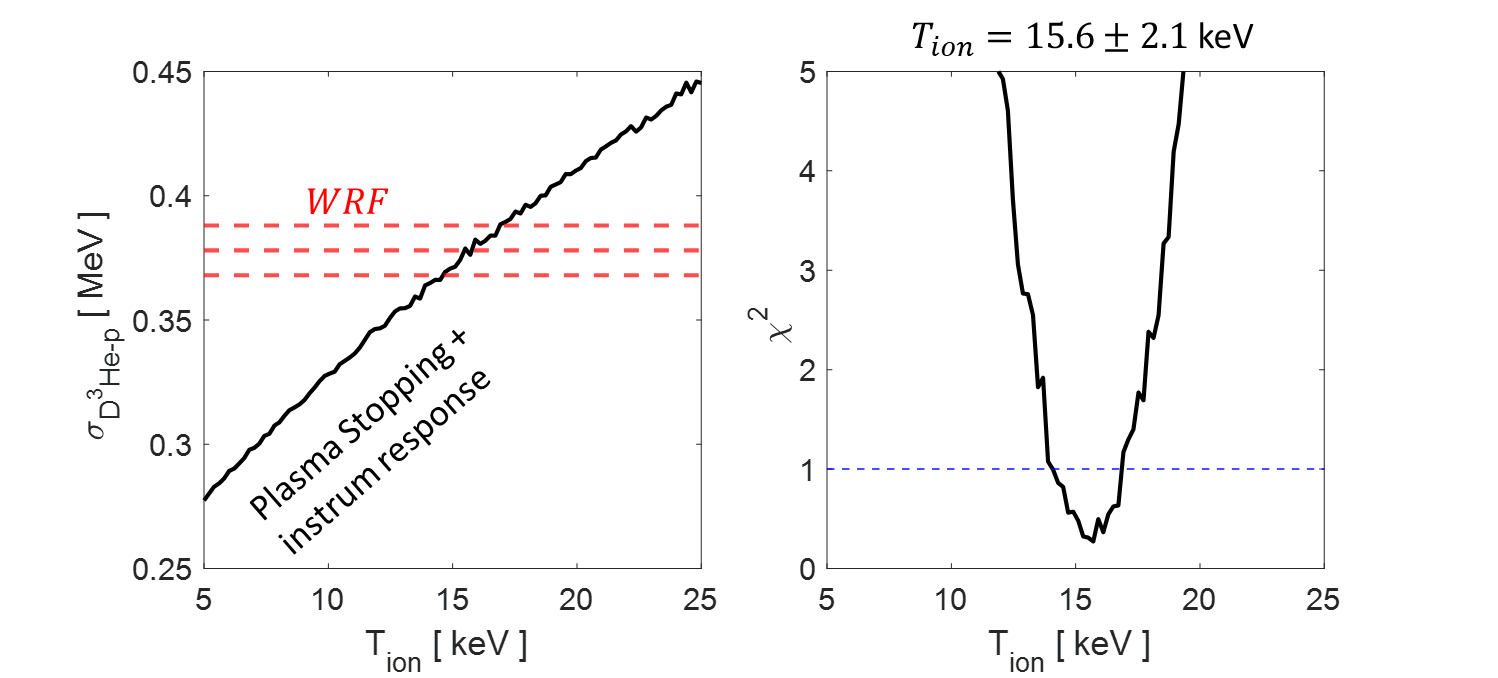 T_ion = 15.6 ± 2.1 keV
0.45
0.4
0.35
0.3
0.25
σ_D³He-p [ MeV ]
WRF
Plasma Stopping +
instrum response
5 10 15 20 25
T_ion [ keV ]
5
4
3
2
1
0
χ²
5 10 15 20 25
T_ion [ keV ]